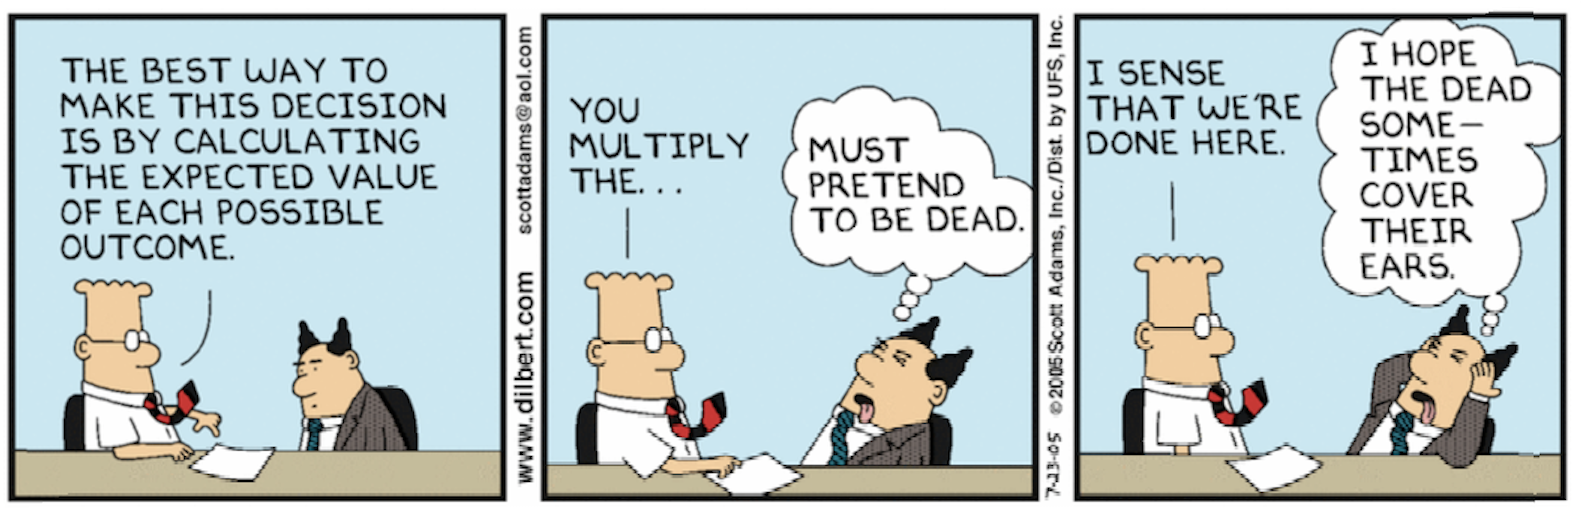 THE BEST WAY TO
MAKE THIS DECISION
IS BY CALCULATING
THE EXPECTED VALUE
OF EACH POSSIBLE
OUTCOME.
www.dilbert.com scottadams@aol.com
YOU
MULTIPLY
THE...
MUST
PRETEND
TO BE DEAD.
7-23-05 ©2005 Scott Adams, Inc./Dist. by UFS, Inc.
I SENSE
THAT WE'RE
DONE HERE.
I HOPE
THE DEAD
SOME—
TIMES
COVER
THEIR
EARS.